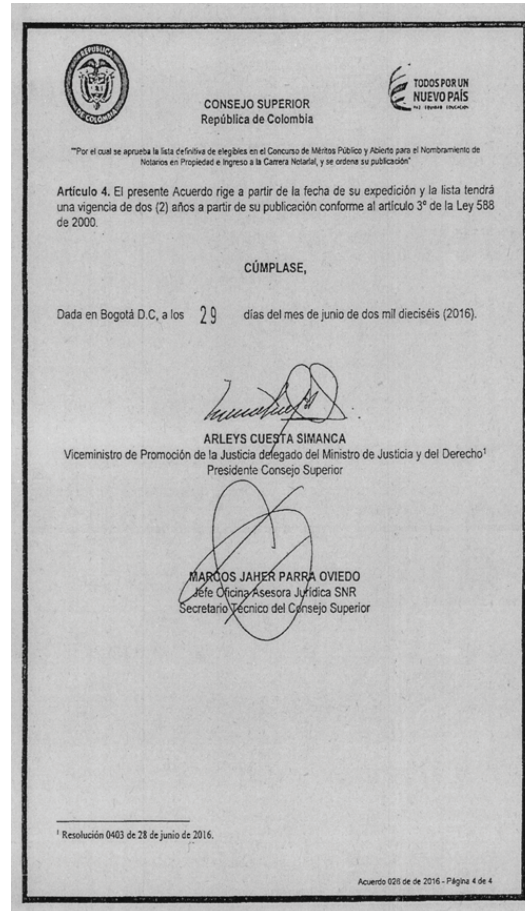 REPUBLICA
DE COLOMBIA
TODOS POR UN
NUEVO PAÍS
PAZ EQUIDAD EDUCACIÓN
CONSEJO SUPERIOR
República de Colombia
"“Por el cual se aprueba la lista definitiva de elegibles en el Concurso de Méritos Público y Abierto para el Nombramiento de
Notarios en Propiedad e Ingreso a la Carrera Notarial, y se ordena su publicación"
Artículo 4. El presente Acuerdo rige a partir de la fecha de su expedición y la lista tendrá
una vigencia de dos (2) años a partir de su publicación conforme al artículo 3º de la Ley 588
de 2000.
CÚMPLASE,
Dada en Bogotá D.C, a los 29 días del mes de junio de dos mil dieciséis (2016).
ARLEYS CUESTA SIMANCA
Viceministro de Promoción de la Justicia delegado del Ministro de Justicia y del Derecho¹
Presidente Consejo Superior
MARCOS JAHER PARRA OVIEDO
Jefe Oficina Asesora Jurídica SNR
Secretario Técnico del Consejo Superior
¹ Resolución 0403 de 28 de junio de 2016.
Acuerdo 026 de de 2016 - Página 4 de 4